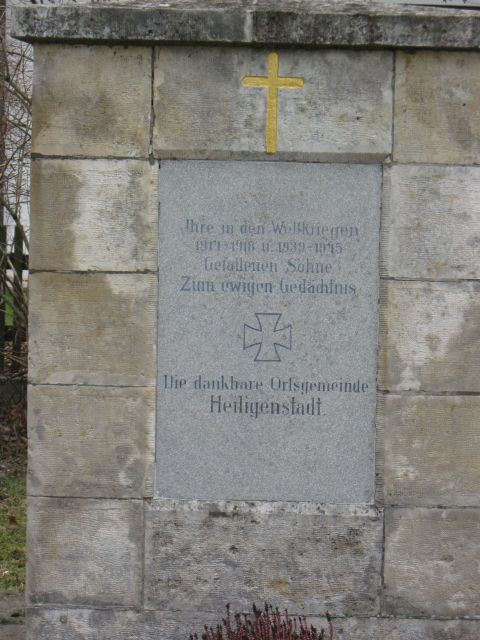 Ihre in den Weltkriegen
1914-1918 u. 1939-1945
Gefallenen Söhne
Zum ewigen Gedächtnis
Die dankbare Ortsgemeinde
Heiligenstadt.